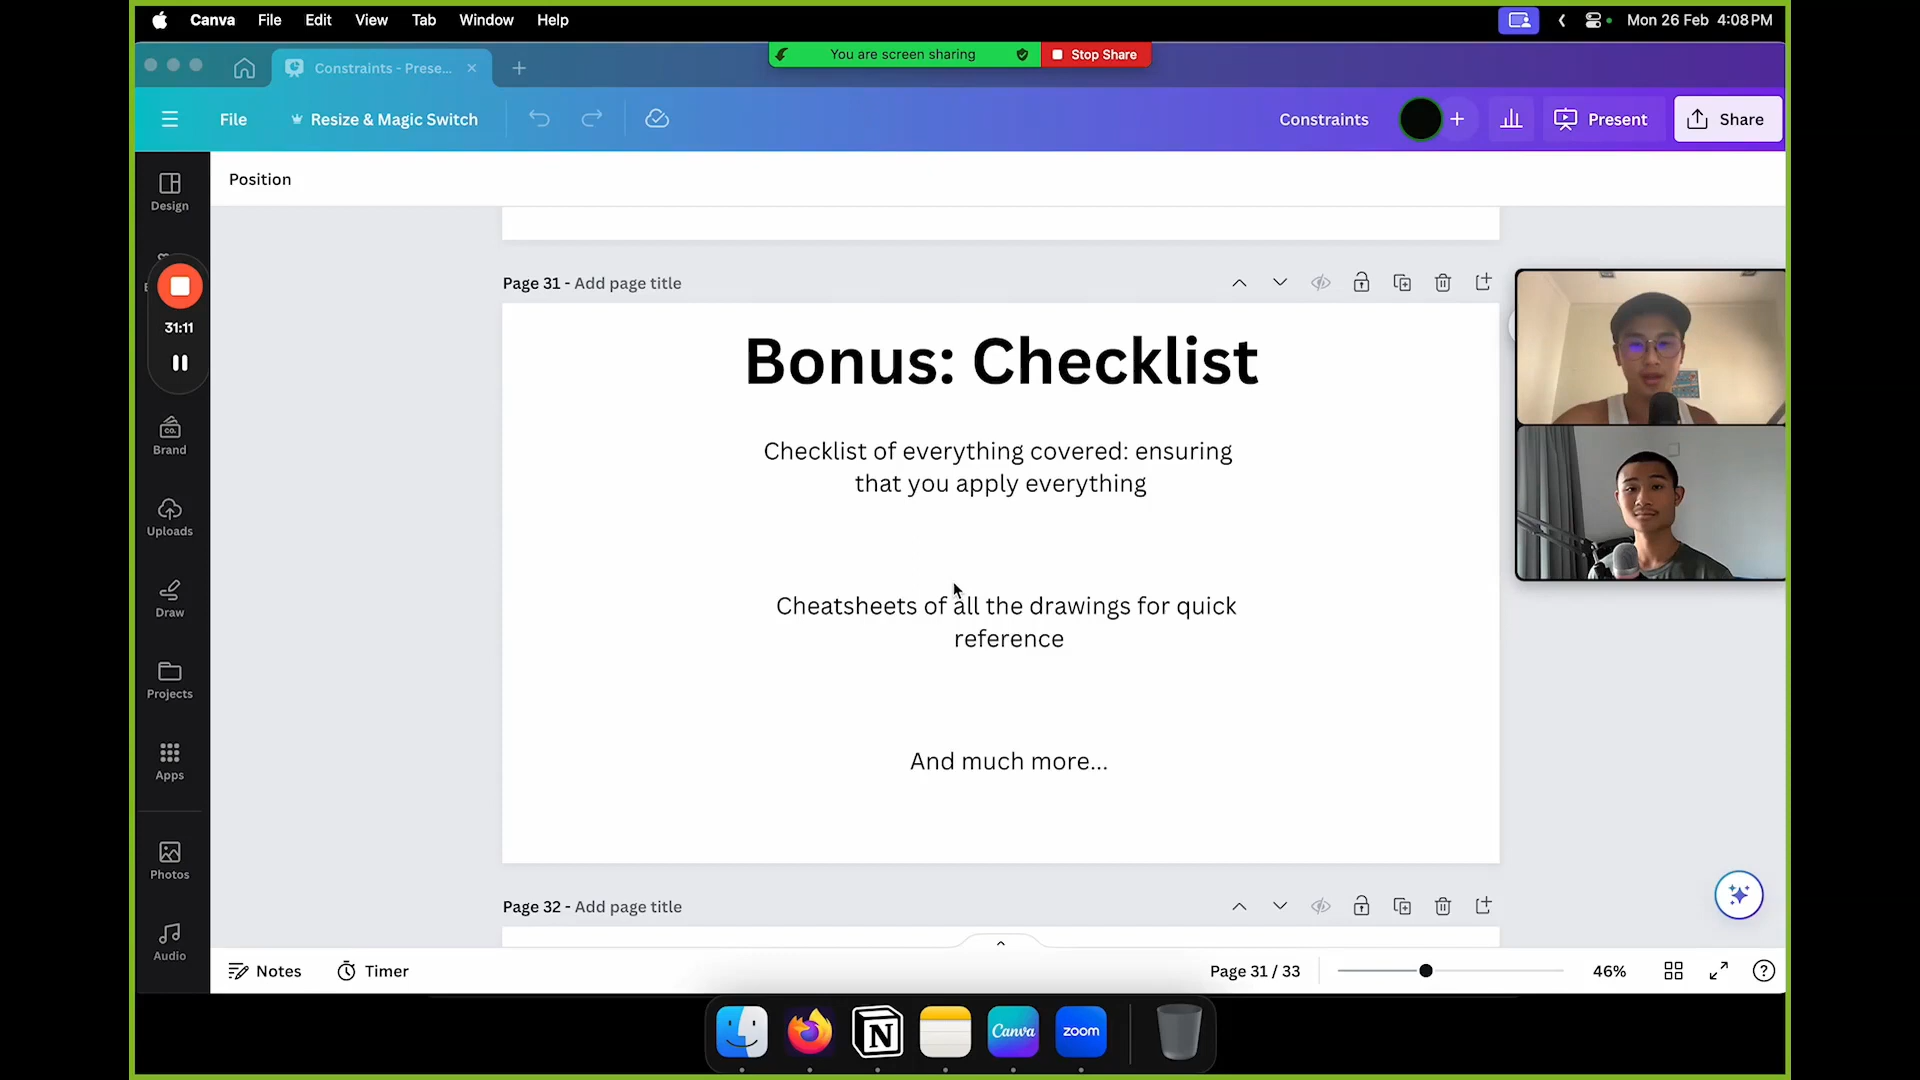 Canva File Edit View Tab Window Help
Mon 26 Feb 4:08 PM
Constraints - Prese...
You are screen sharing
Stop Share
File
Resize & Magic Switch
Constraints
Present
Share
Position
Design
31:11
Brand
Uploads
Draw
Projects
Apps
Photos
Audio
Page 31 - Add page title
Bonus: Checklist
Checklist of everything covered: ensuring
that you apply everything
Cheatsheets of all the drawings for quick
reference
And much more...
Page 32 - Add page title
Notes
Timer
Page 31 / 33
46%
Canva
zoom